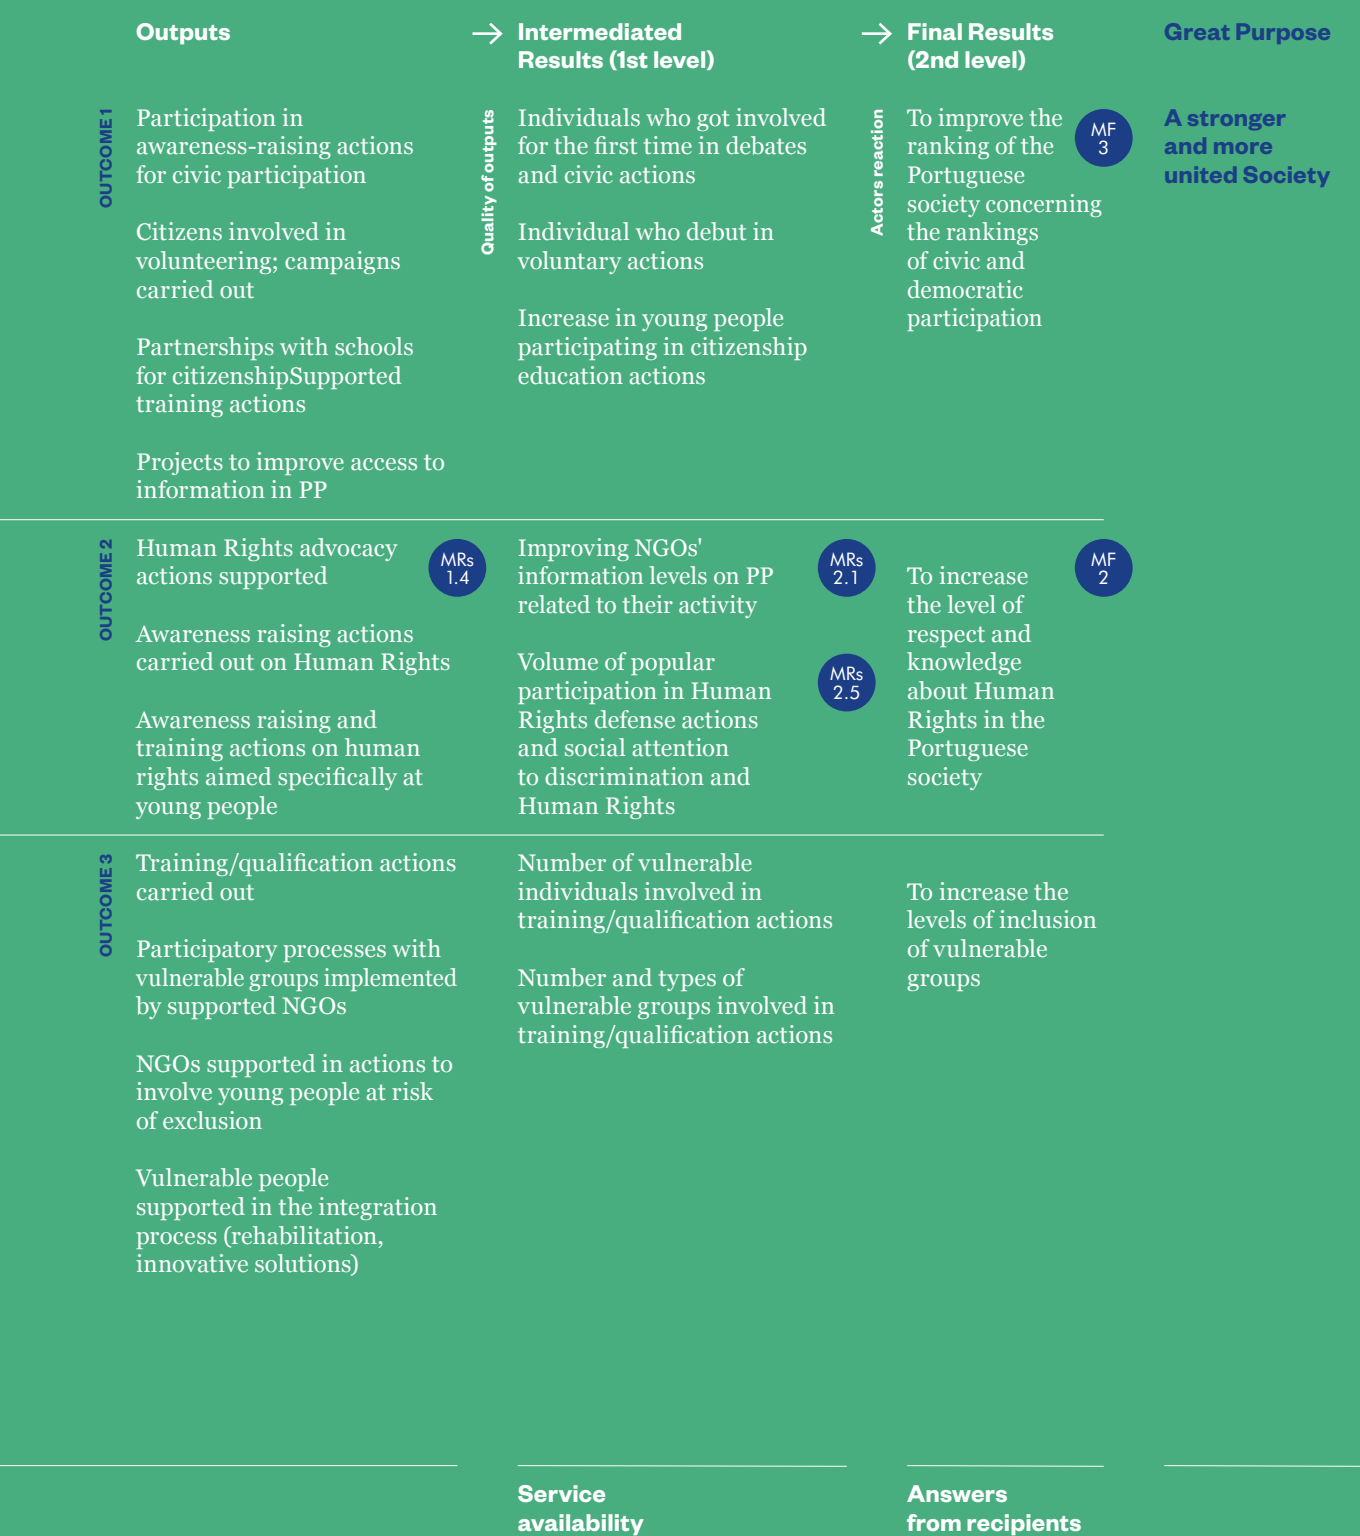 Outputs
→ Intermediated
Results (1st level)
→ Final Results
(2nd level)
Great Purpose
OUTCOME 1
Participation in
awareness-raising actions
for civic participation
Citizens involved in
volunteering; campaigns
carried out
Partnerships with schools
for citizenshipSupported
training actions
Projects to improve access to
information in PP
Quality of outputs
Individuals who got involved
for the first time in debates
and civic actions
Individual who debut in
voluntary actions
Increase in young people
participating in citizenship
education actions
Actors reaction
To improve the
ranking of the
Portuguese
society concerning
the rankings
of civic and
democratic
participation
MF
3
A stronger
and more
united Society
OUTCOME 2
Human Rights advocacy
actions supported
MRs
1.4
Awareness raising actions
carried out on Human Rights
Awareness raising and
training actions on human
rights aimed specifically at
young people
Improving NGOs'
information levels on PP
related to their activity
MRs
2.1
Volume of popular
participation in Human
Rights defense actions
and social attention
to discrimination and
Human Rights
MRs
2.5
To increase
the level of
respect and
knowledge
about Human
Rights in the
Portuguese
society
MF
2
OUTCOME 3
Training/qualification actions
carried out
Participatory processes with
vulnerable groups implemented
by supported NGOs
NGOs supported in actions to
involve young people at risk
of exclusion
Vulnerable people
supported in the integration
process (rehabilitation,
innovative solutions)
Number of vulnerable
individuals involved in
training/qualification actions
Number and types of
vulnerable groups involved in
training/qualification actions
To increase the
levels of inclusion
of vulnerable
groups
Service
availability
Answers
from recipients